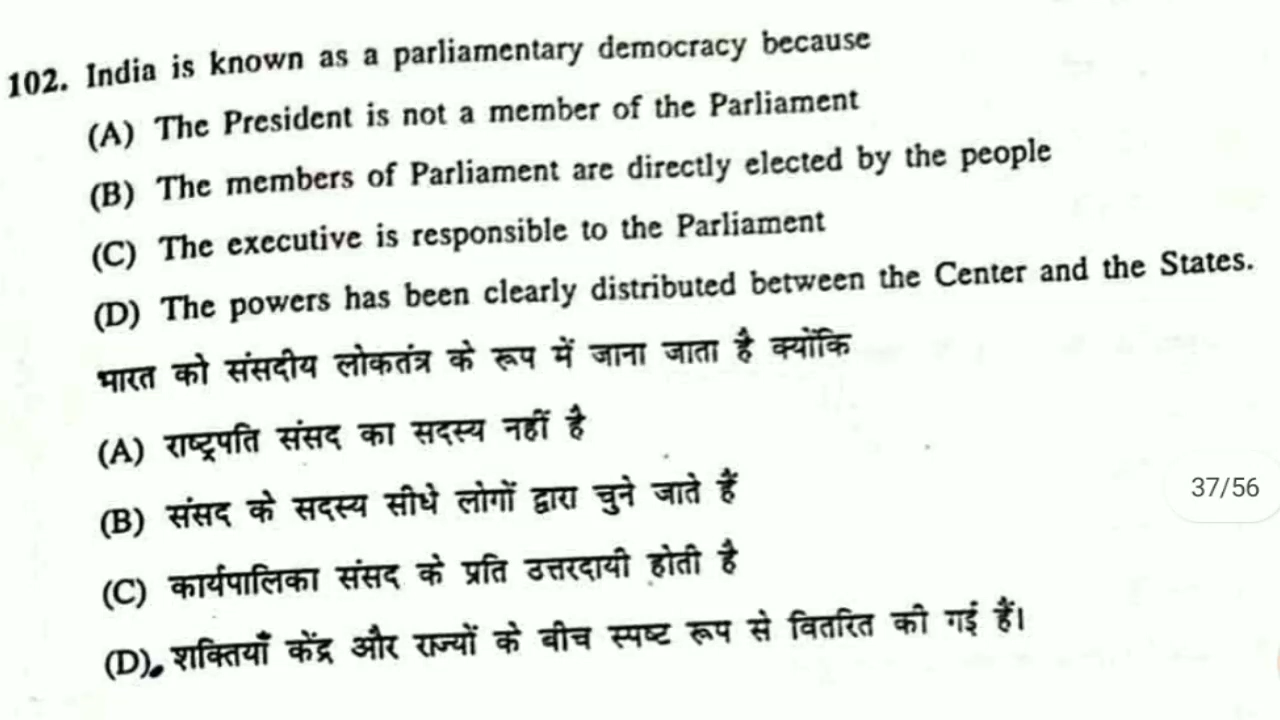 102. India is known as a parliamentary democracy because
(A) The President is not a member of the Parliament
(B) The members of Parliament are directly elected by the people
(C) The executive is responsible to the Parliament
(D) The powers has been clearly distributed between the Center and the States.
भारत को संसदीय लोकतंत्र के रूप में जाना जाता है क्योंकि
(A) राष्ट्रपति संसद का सदस्य नहीं है
(B) संसद के सदस्य सीधे लोगों द्वारा चुने जाते हैं
37/56
(C) कार्यपालिका संसद के प्रति उत्तरदायी होती है
(D) शक्तियाँ केंद्र और राज्यों के बीच स्पष्ट रूप से वितरित की गई हैं।